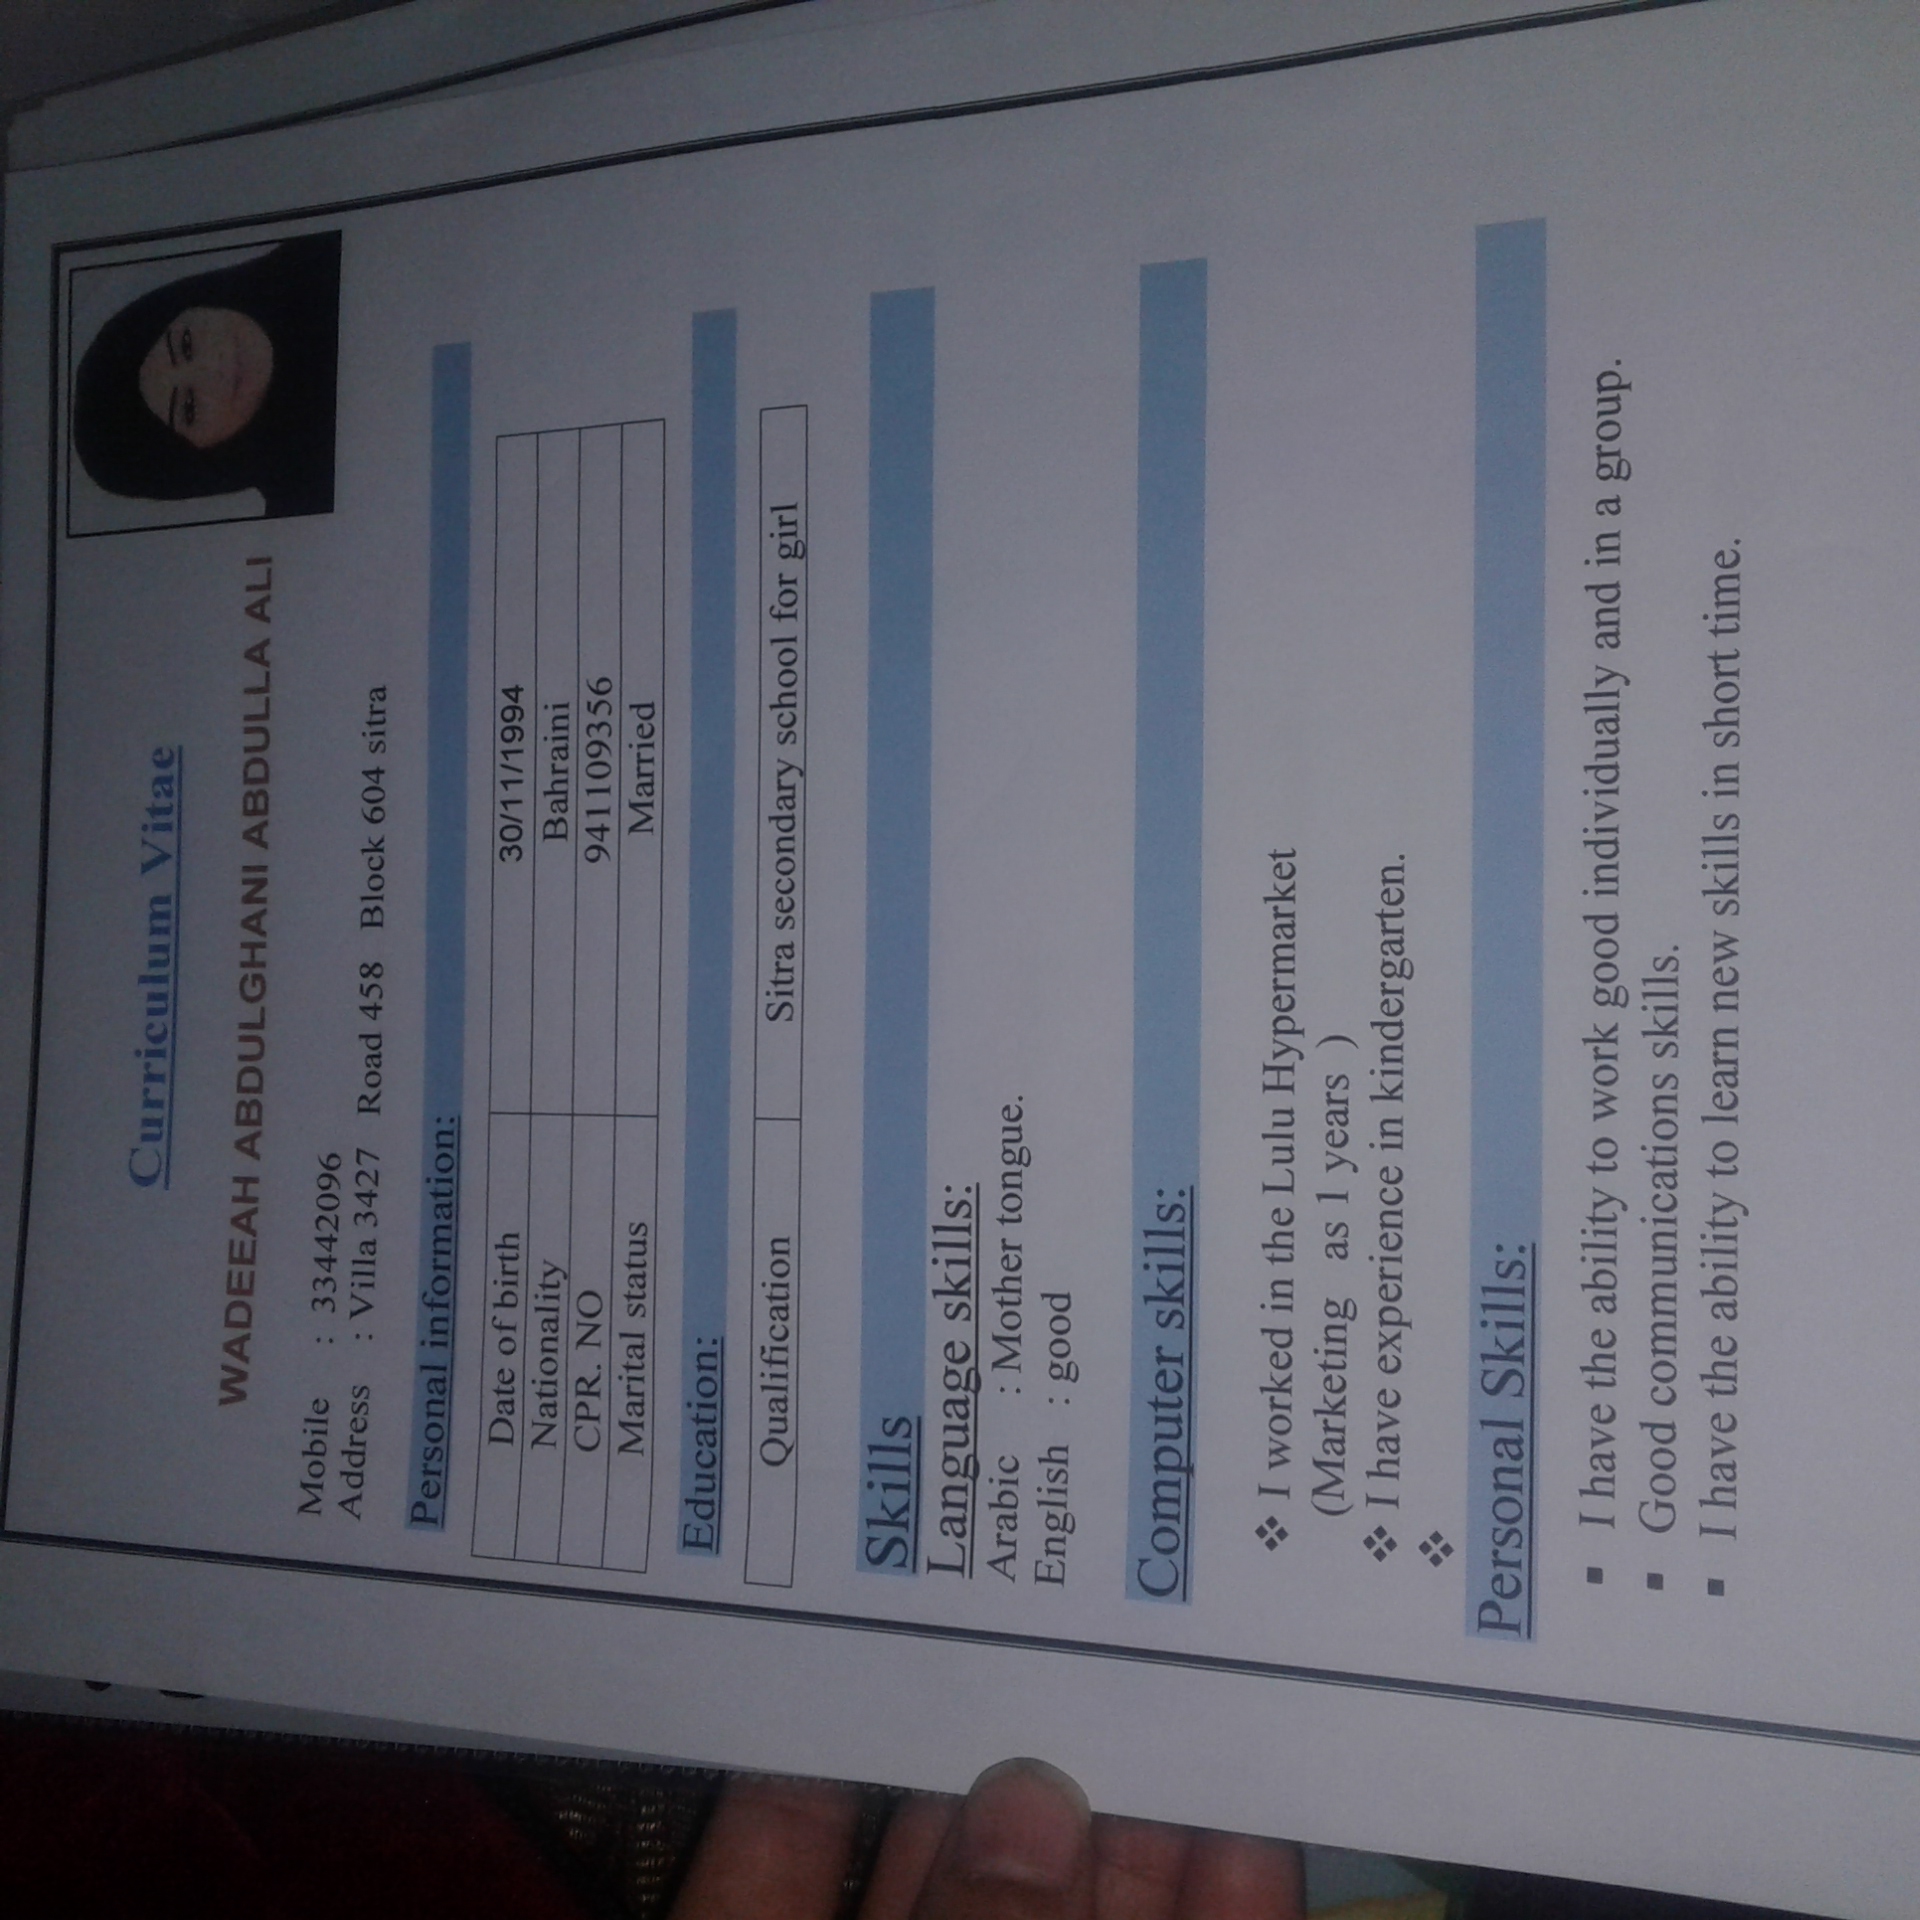 Curriculum Vitae
WADEEAH ABDULGHANI ABDULLA ALI
Mobile : 33442096
Address : Villa 3427 Road 458 Block 604 sitra
Personal information:
Date of birth 30/11/1994
Nationality Bahraini
CPR. NO 941109356
Marital status Married
Education:
Qualification Sitra secondary school for girl
Skills
Language skills:
Arabic : Mother tongue.
English : good
Computer skills:
❖ I worked in the Lulu Hypermarket
(Marketing as 1 years )
❖ I have experience in kindergarten.
❖
Personal Skills:
▪ I have the ability to work good individually and in a group.
▪ Good communications skills.
▪ I have the ability to learn new skills in short time.